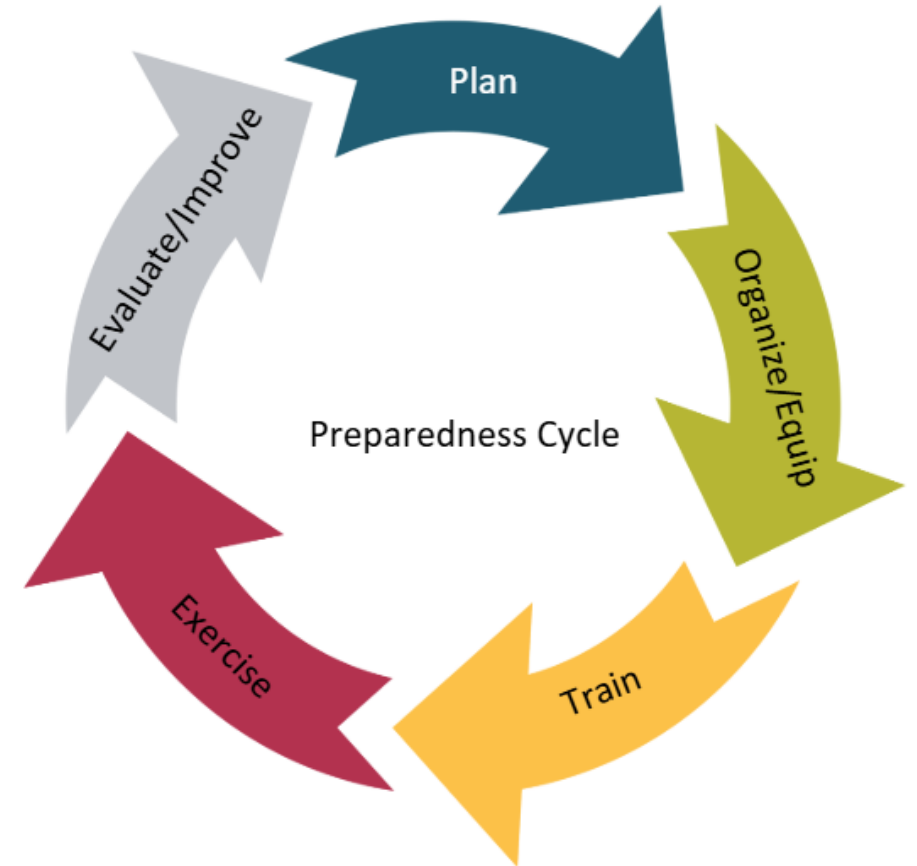 Plan
Organize/Equip
Train
Exercise
Evaluate/Improve
Preparedness Cycle